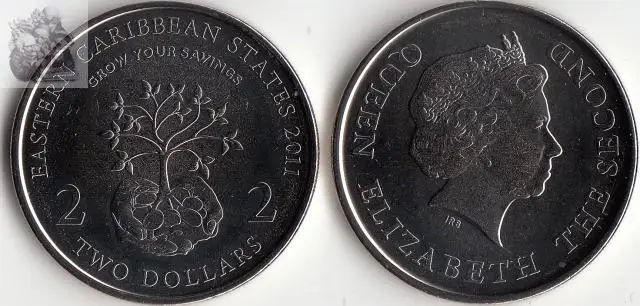 EASTERN CARIBBEAN STATES 2011
GROW YOUR SAVINGS
2 2
TWO DOLLARS
QUEEN ELIZABETH THE SECOND
IRB